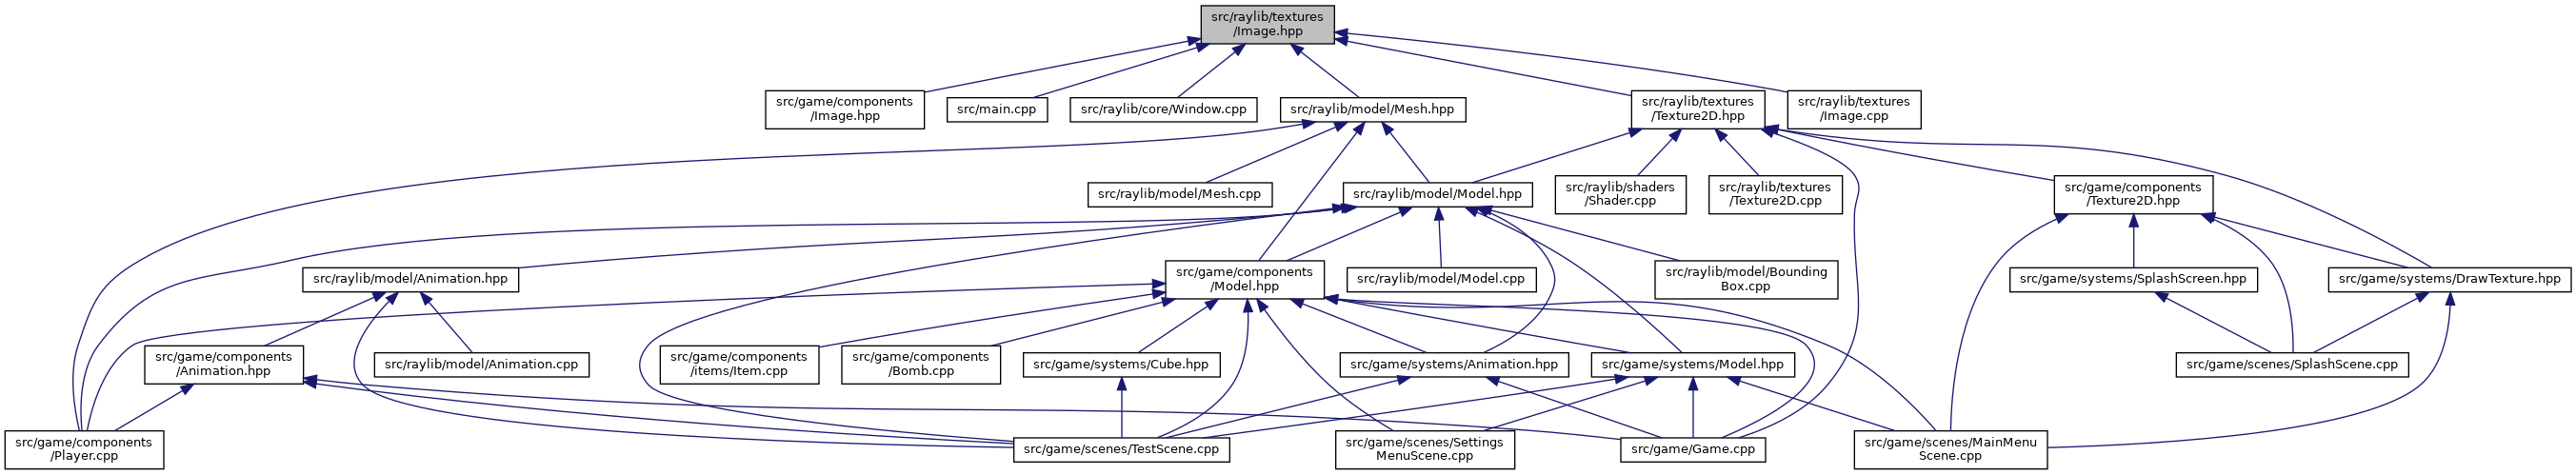 src/raylib/textures
/Image.hpp
src/game/components
/Image.hpp
src/main.cpp
src/raylib/core/Window.cpp
src/raylib/model/Mesh.hpp
src/raylib/textures
/Texture2D.hpp
src/raylib/textures
/Image.cpp
src/raylib/model/Mesh.cpp
src/raylib/model/Model.hpp
src/raylib/shaders
/Shader.cpp
src/raylib/textures
/Texture2D.cpp
src/game/components
/Texture2D.hpp
src/raylib/model/Animation.hpp
src/game/components
/Model.hpp
src/raylib/model/Model.cpp
src/raylib/model/Bounding
Box.cpp
src/game/systems/SplashScreen.hpp
src/game/systems/DrawTexture.hpp
src/game/components
/Animation.hpp
src/raylib/model/Animation.cpp
src/game/components
/items/Item.cpp
src/game/components
/Bomb.cpp
src/game/systems/Cube.hpp
src/game/systems/Animation.hpp
src/game/systems/Model.hpp
src/game/scenes/SplashScene.cpp
src/game/components
/Player.cpp
src/game/scenes/TestScene.cpp
src/game/scenes/Settings
MenuScene.cpp
src/game/Game.cpp
src/game/scenes/MainMenu
Scene.cpp